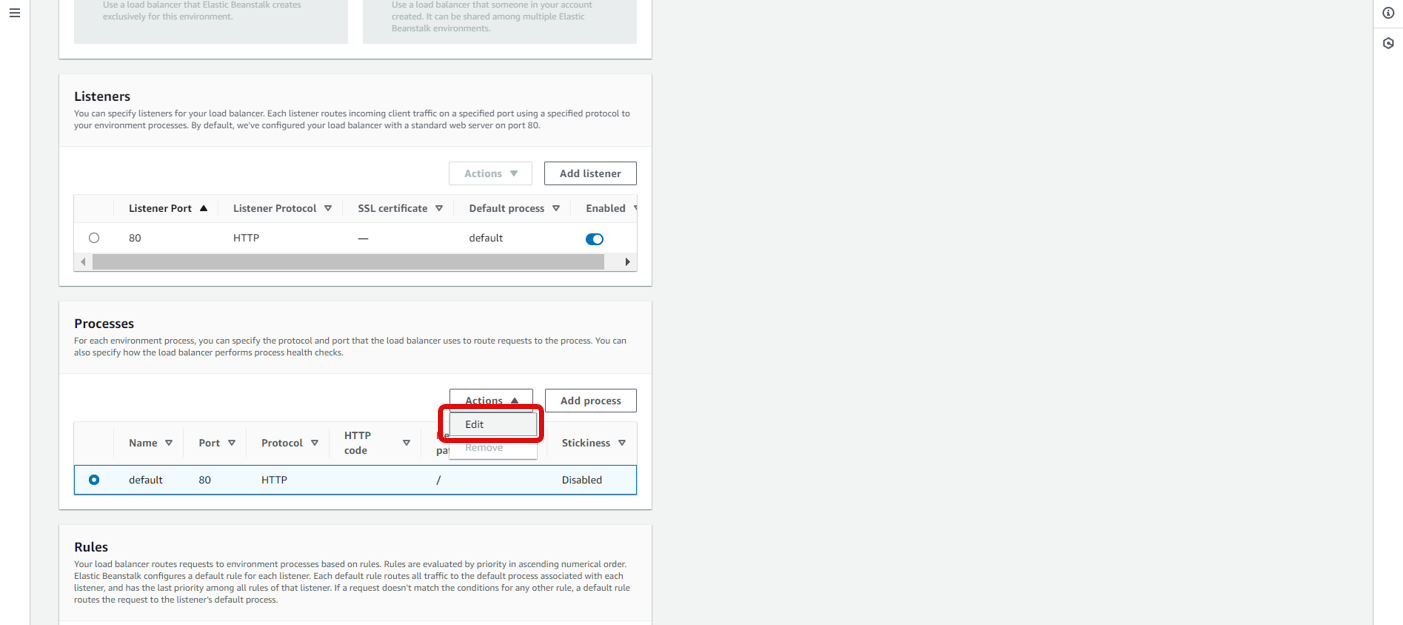 Use a load balancer that Elastic Beanstalk creates
exclusively for this environment.
Use a load balancer that someone in your account
created. It can be shared among multiple Elastic
Beanstalk environments.
Listeners
You can specify listeners for your load balancer. Each listener routes incoming client traffic on a specified port using a specified protocol to
your environment processes. By default, we've configured your load balancer with a standard web server on port 80.
Actions Add listener
Listener Port Listener Protocol SSL certificate Default process Enabled
80 HTTP — default
Processes
For each environment process, you can specify the protocol and port that the load balancer uses to route requests to the process. You can
also specify how the load balancer performs process health checks.
Actions Add process
Edit
Remove
Name Port Protocol HTTP code Stickiness
default 80 HTTP / Disabled
Rules
Your load balancer routes requests to environment processes based on rules. Rules are evaluated by priority in ascending numerical order.
Elastic Beanstalk configures a default rule for each listener. Each default rule routes all traffic to the default process associated with each
listener, and has the last priority among all rules of that listener. If a request doesn't match the conditions for any other rule, a default rule
routes the request to the listener's default process.